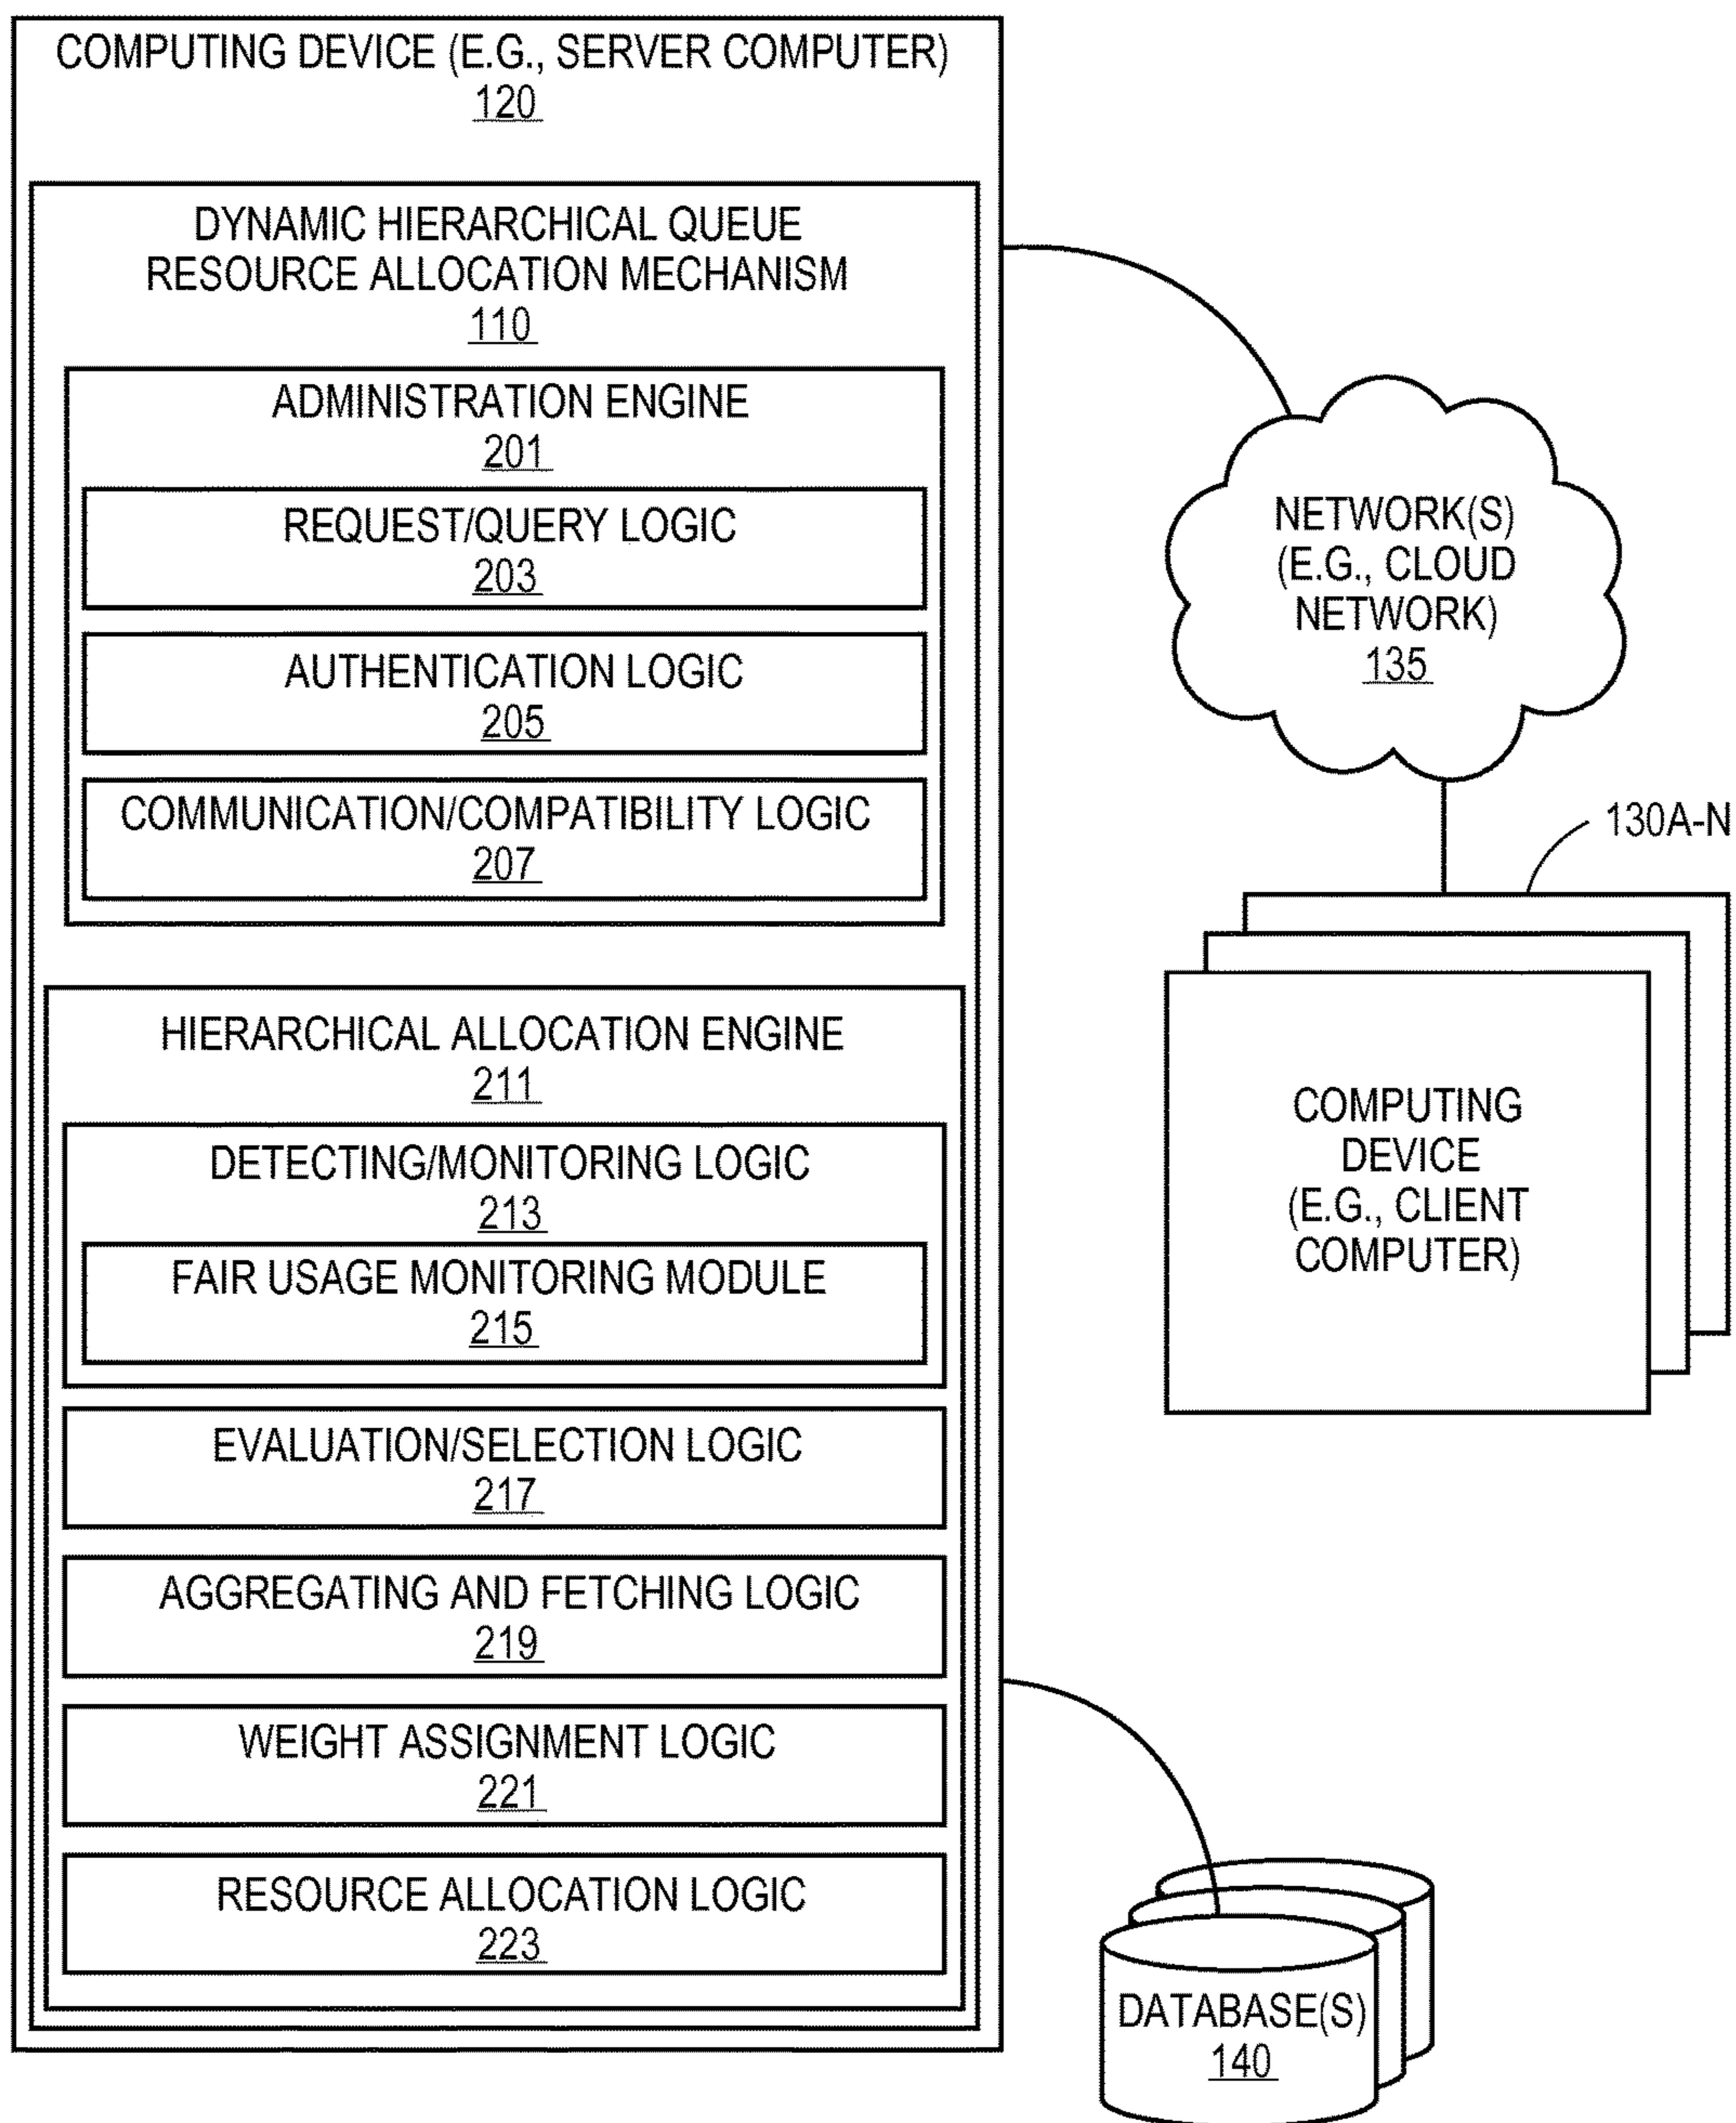 COMPUTING DEVICE (E.G., SERVER COMPUTER)
120
DYNAMIC HIERARCHICAL QUEUE
RESOURCE ALLOCATION MECHANISM
110
ADMINISTRATION ENGINE
201
REQUEST/QUERY LOGIC
203
AUTHENTICATION LOGIC
205
COMMUNICATION/COMPATIBILITY LOGIC
207
HIERARCHICAL ALLOCATION ENGINE
211
DETECTING/MONITORING LOGIC
213
FAIR USAGE MONITORING MODULE
215
EVALUATION/SELECTION LOGIC
217
AGGREGATING AND FETCHING LOGIC
219
WEIGHT ASSIGNMENT LOGIC
221
RESOURCE ALLOCATION LOGIC
223
NETWORK(S)
(E.G., CLOUD
NETWORK)
135
130A-N
COMPUTING
DEVICE
(E.G., CLIENT
COMPUTER)
DATABASE(S)
140